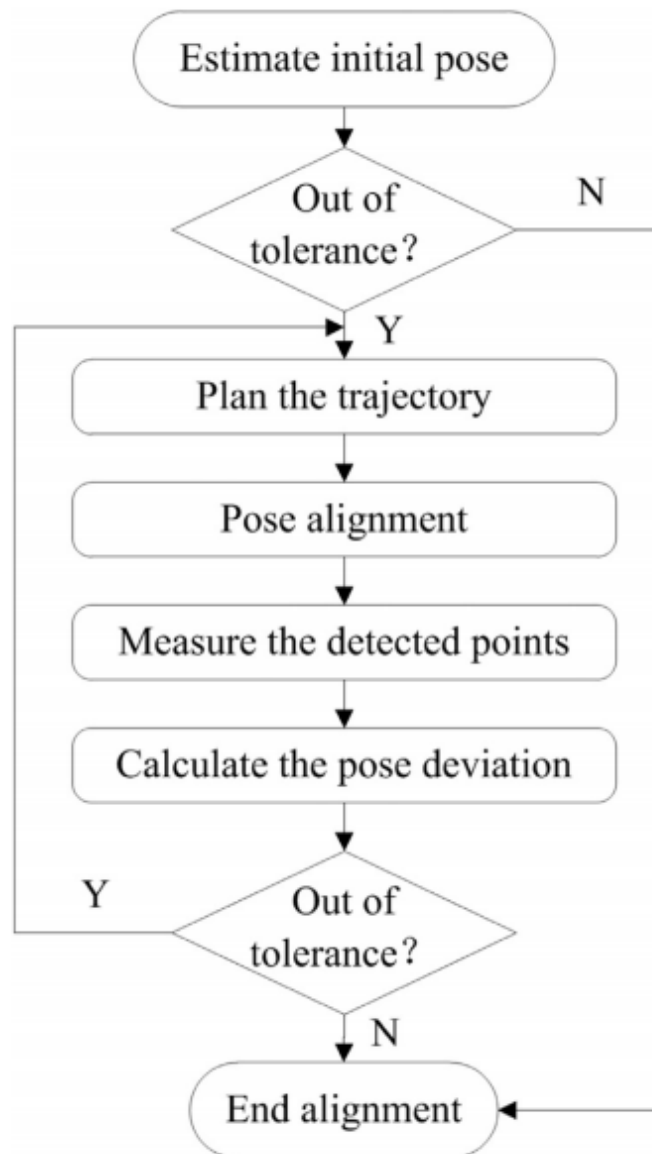 Estimate initial pose
Out of
tolerance?
N
Y
Plan the trajectory
Pose alignment
Measure the detected points
Calculate the pose deviation
Y
Out of
tolerance?
N
End alignment